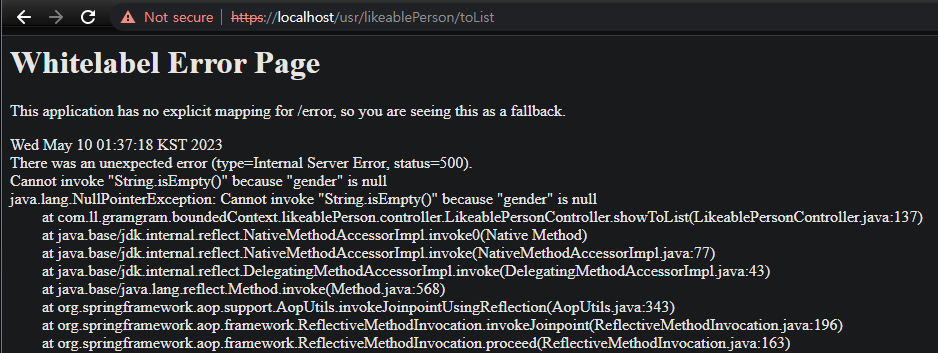 Not secure | https://localhost/usr/likeablePerson/toList
Whitelabel Error Page
This application has no explicit mapping for /error, so you are seeing this as a fallback.
Wed May 10 01:37:18 KST 2023
There was an unexpected error (type=Internal Server Error, status=500).
Cannot invoke "String.isEmpty()" because "gender" is null
java.lang.NullPointerException: Cannot invoke "String.isEmpty()" because "gender" is null
at com.ll.gramgram.boundedContext.likeablePerson.controller.LikeablePersonController.showToList(LikeablePersonController.java:137)
at java.base/jdk.internal.reflect.NativeMethodAccessorImpl.invoke0(Native Method)
at java.base/jdk.internal.reflect.NativeMethodAccessorImpl.invoke(NativeMethodAccessorImpl.java:77)
at java.base/jdk.internal.reflect.DelegatingMethodAccessorImpl.invoke(DelegatingMethodAccessorImpl.java:43)
at java.base/java.lang.reflect.Method.invoke(Method.java:568)
at org.springframework.aop.support.AopUtils.invokeJoinpointUsingReflection(AopUtils.java:343)
at org.springframework.aop.framework.ReflectiveMethodInvocation.invokeJoinpoint(ReflectiveMethodInvocation.java:196)
at org.springframework.aop.framework.ReflectiveMethodInvocation.proceed(ReflectiveMethodInvocation.java:163)